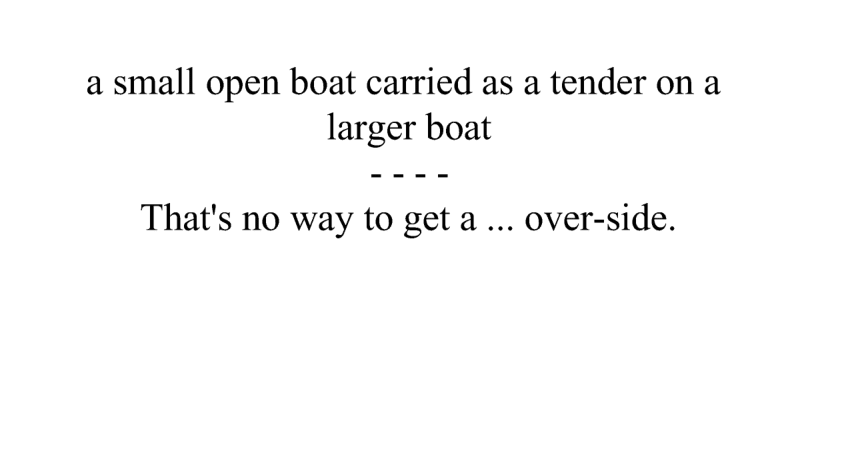 a small open boat carried as a tender on a
larger boat
- - - -
That's no way to get a ... over-side.